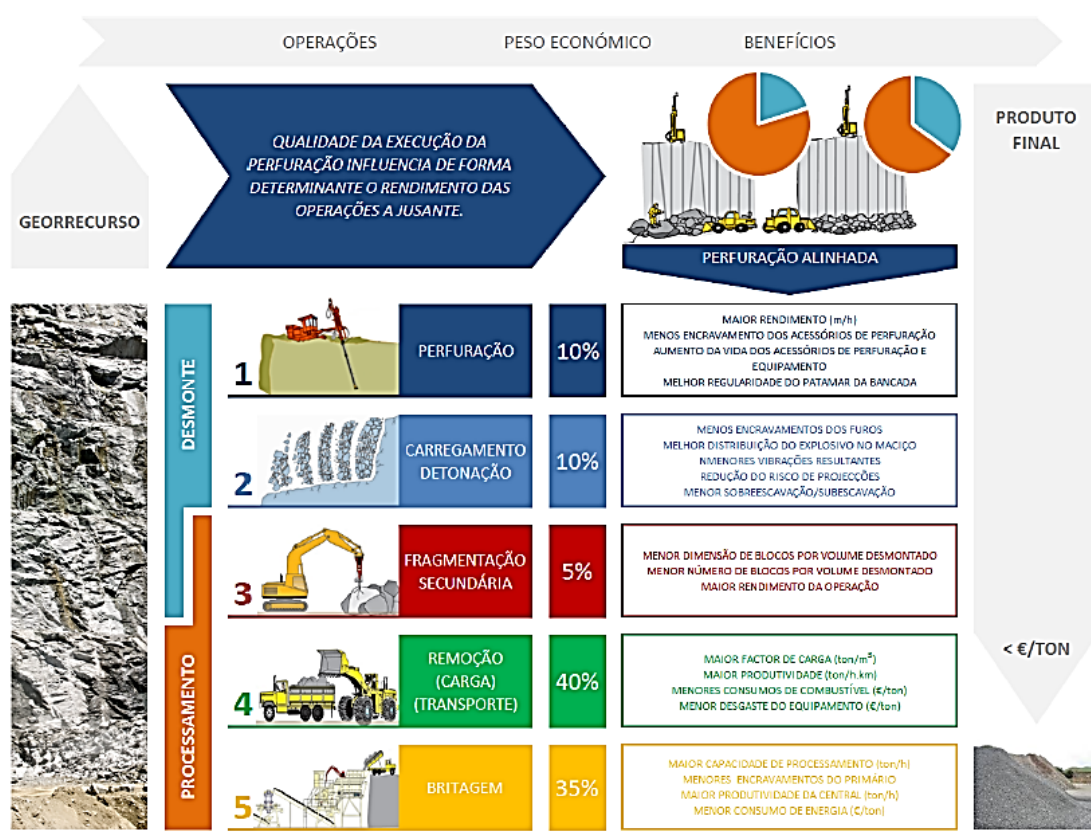 OPERAÇÕES
PESO ECONÓMICO
BENEFÍCIOS
GEORRECURSO
QUALIDADE DA EXECUÇÃO DA
PERFURAÇÃO INFLUENCIA DE FORMA
DETERMINANTE O RENDIMENTO DAS
OPERAÇÕES A JUSANTE.
PERFURAÇÃO ALINHADA
PRODUTO
FINAL
DESMONTE
1
PERFURAÇÃO
10%
MAIOR RENDIMENTO (m/h)
MENOS ENCRAVAMENTO DOS ACESSÓRIOS DE PERFURAÇÃO
AUMENTO DA VIDA DOS ACESSÓRIOS DE PERFURAÇÃO E
EQUIPAMENTO
MELHOR REGULARIDADE DO PATAMAR DA BANCADA
2
CARREGAMENTO
DETONAÇÃO
10%
MENOS ENCRAVAMENTOS DOS FUROS
MELHOR DISTRIBUIÇÃO DO EXPLOSIVO NO MACIÇO
NMENORES VIBRAÇÕES RESULTANTES
REDUÇÃO DO RISCO DE PROJECÇÕES
MENOR SOBREESCAVAÇÃO/SUBESCAVAÇÃO
3
FRAGMENTAÇÃO
SECUNDÁRIA
5%
MENOR DIMENSÃO DE BLOCOS POR VOLUME DESMONTADO
MENOR NÚMERO DE BLOCOS POR VOLUME DESMONTADO
MAIOR RENDIMENTO DA OPERAÇÃO
PROCESSAMENTO
4
REMOÇÃO
(CARGA)
(TRANSPORTE)
40%
MAIOR FACTOR DE CARGA (ton/m³)
MAIOR PRODUTIVIDADE (ton/h.km)
MENORES CONSUMOS DE COMBUSTÍVEL (€/ton)
MENOR DESGASTE DO EQUIPAMENTO (€/ton)
< €/TON
5
BRITAGEM
35%
MAIOR CAPACIDADE DE PROCESSAMENTO (ton/h)
MENORES ENCRAVAMENTOS DO PRIMÁRIO
MAIOR PRODUTIVIDADE DA CENTRAL (ton/h)
MENOR CONSUMO DE ENERGIA (€/ton)